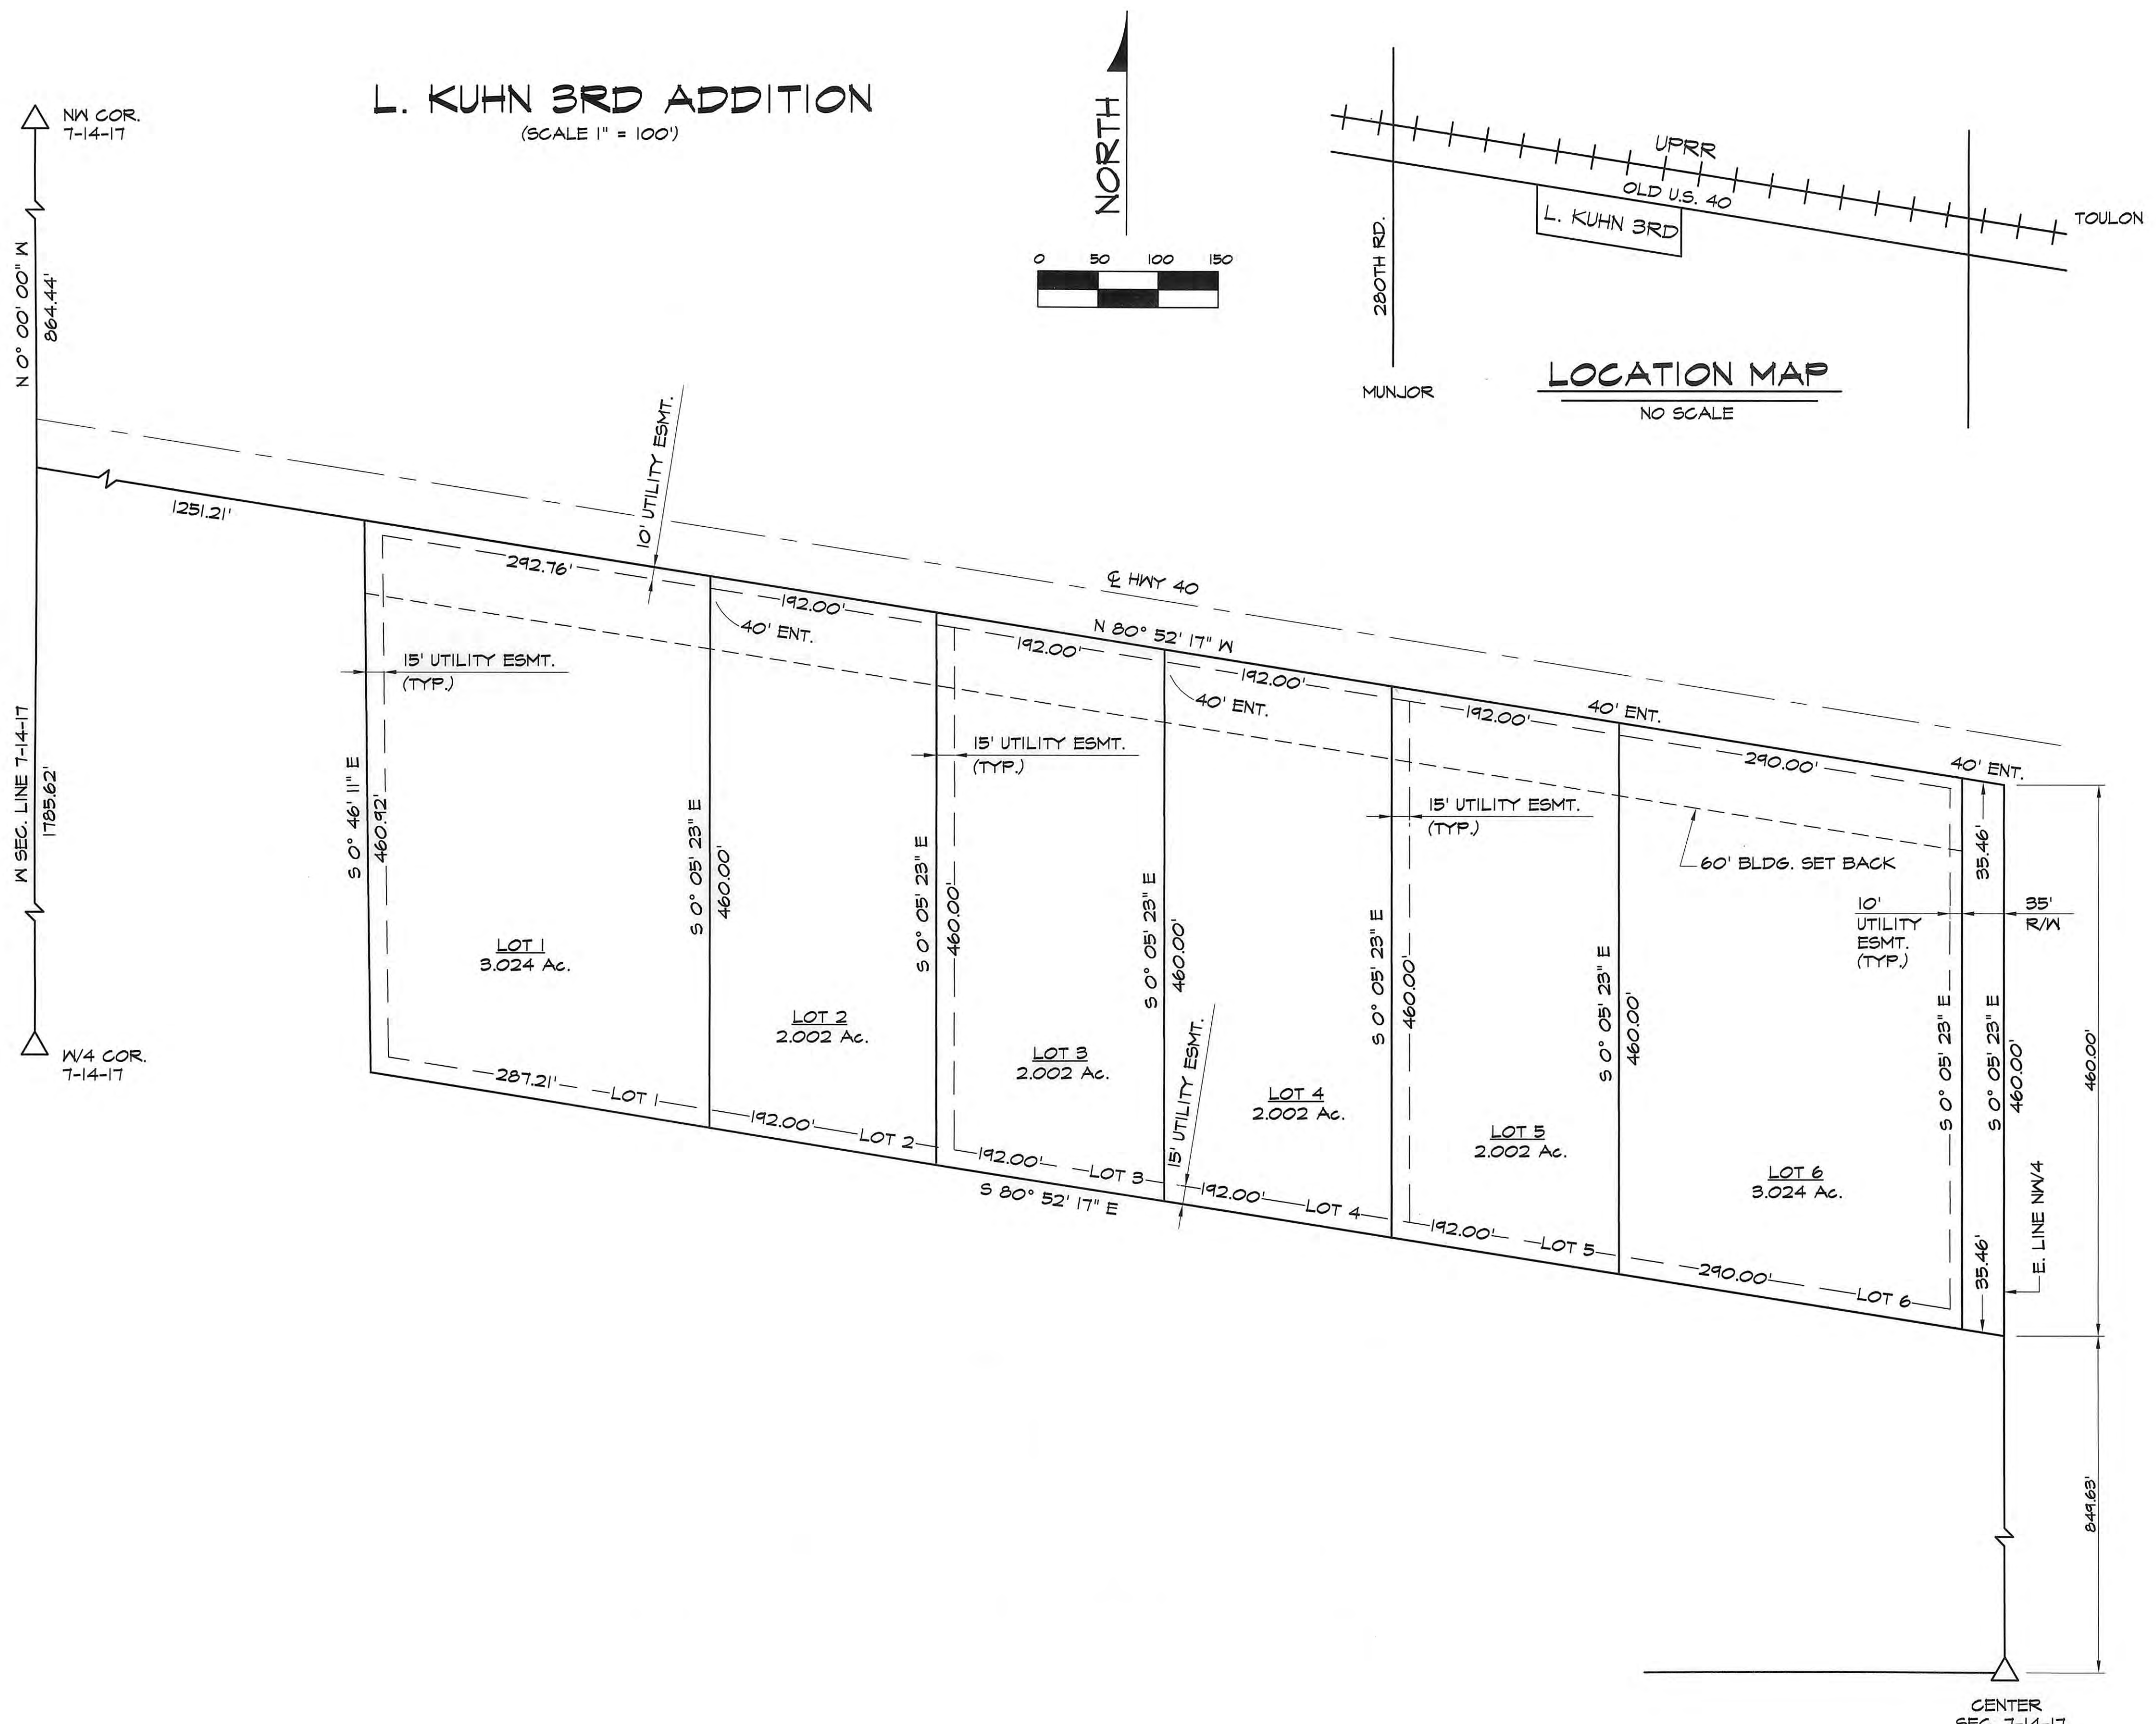 L. KUHN 3RD ADDITION
(SCALE 1" = 100')
NORTH
0 50 100 150
NW COR.
7-14-17
N 0° 00' 00" W
864.44'
W SEC. LINE 7-14-17
1785.62'
W/4 COR.
7-14-17
UPRR
OLD U.S. 40
L. KUHN 3RD
TOULON
280TH RD.
MUNJOR
LOCATION MAP
NO SCALE
1251.21'
10' UTILITY ESMT.
℄ HWY 40
N 80° 52' 17" W
292.76'
192.00'
192.00'
192.00'
192.00'
290.00'
40' ENT.
40' ENT.
40' ENT.
40' ENT.
15' UTILITY ESMT.
(TYP.)
15' UTILITY ESMT.
(TYP.)
15' UTILITY ESMT.
(TYP.)
60' BLDG. SET BACK
10'
UTILITY
ESMT.
(TYP.)
35'
R/W
35.46'
S 0° 46' 11" E
460.92'
S 0° 05' 23" E
460.00'
S 0° 05' 23" E
460.00'
S 0° 05' 23" E
460.00'
S 0° 05' 23" E
460.00'
S 0° 05' 23" E
460.00'
S 0° 05' 23" E
S 0° 05' 23" E
460.00'
460.00'
LOT 1
3.024 Ac.
LOT 2
2.002 Ac.
LOT 3
2.002 Ac.
LOT 4
2.002 Ac.
LOT 5
2.002 Ac.
LOT 6
3.024 Ac.
15' UTILITY ESMT.
287.21' LOT 1
192.00' LOT 2
192.00' LOT 3
192.00' LOT 4
192.00' LOT 5
290.00' LOT 6
S 80° 52' 17" E
35.46'
E. LINE NW/4
849.63'
CENTER
SEC. 7-14-17